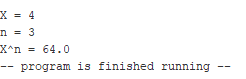 X = 4
n = 3
X^n = 64.0
-- program is finished running --